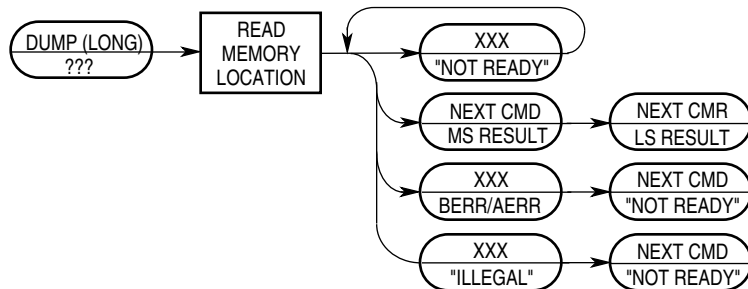 DUMP (LONG)
???
READ
MEMORY
LOCATION
XXX
"NOT READY"
NEXT CMD
MS RESULT
NEXT CMR
LS RESULT
XXX
BERR/AERR
NEXT CMD
"NOT READY"
XXX
"ILLEGAL"
NEXT CMD
"NOT READY"